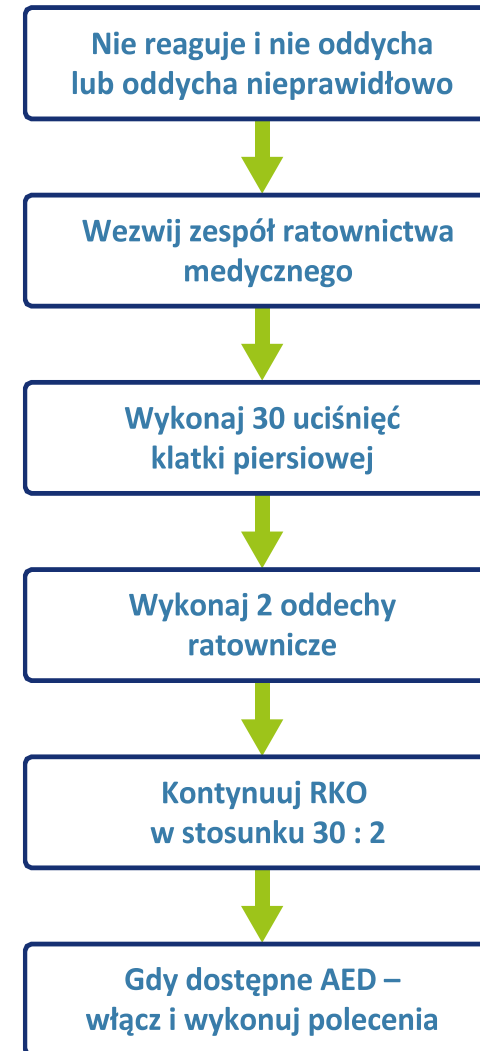 Nie reaguje i nie oddycha
lub oddycha nieprawidłowo
Wezwij zespół ratownictwa
medycznego
Wykonaj 30 uciśnięć
klatki piersiowej
Wykonaj 2 oddechy
ratownicze
Kontynuuj RKO
w stosunku 30 : 2
Gdy dostępne AED –
włącz i wykonuj polecenia